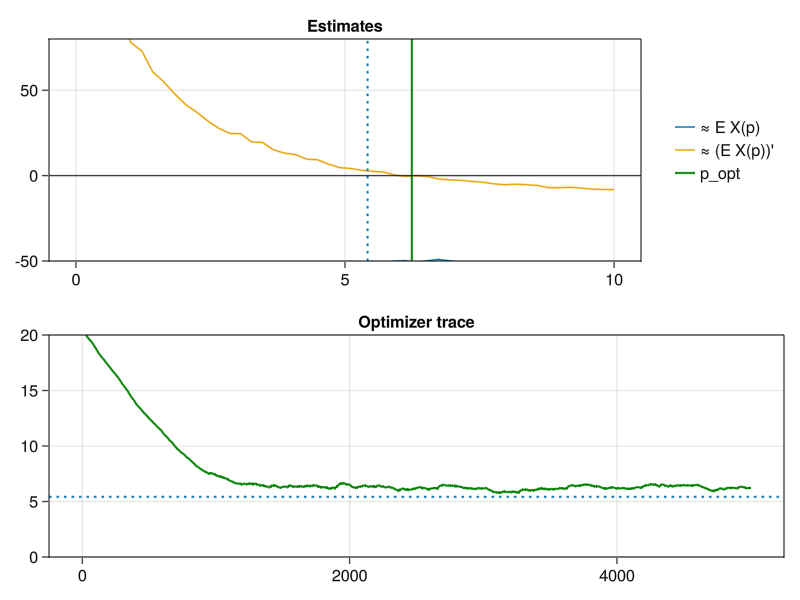 Estimates
50
0
-50
0 5 10
≈ E X(p)
≈ (E X(p))'
p_opt
Optimizer trace
20
15
10
5
0
0 2000 4000